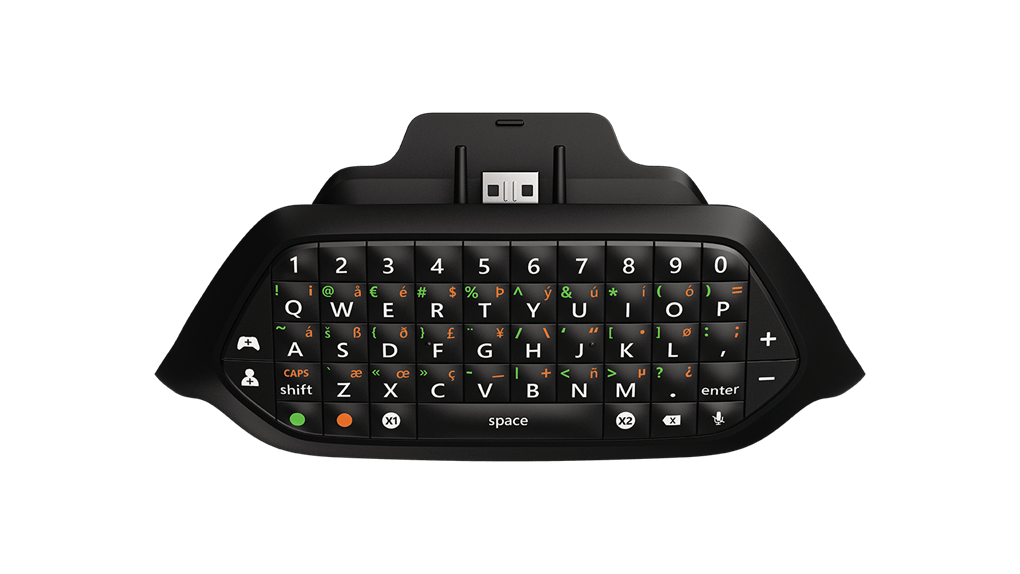 1 2 3 4 5 6 7 8 9 0
! ¡ @ å € é # $ % Þ ^ ý & ú * í ( ó ) =
Q W E R T Y U I O P
~ á š ß { ð } £ ¨ ¥ / \ ‘ “ [ • ] ø : ;
A S D F G H J K L , +
CAPS ` æ « œ » ç - _ | + < ñ > µ ? ¿
shift Z X C V B N M . enter −
X1 space X2 x